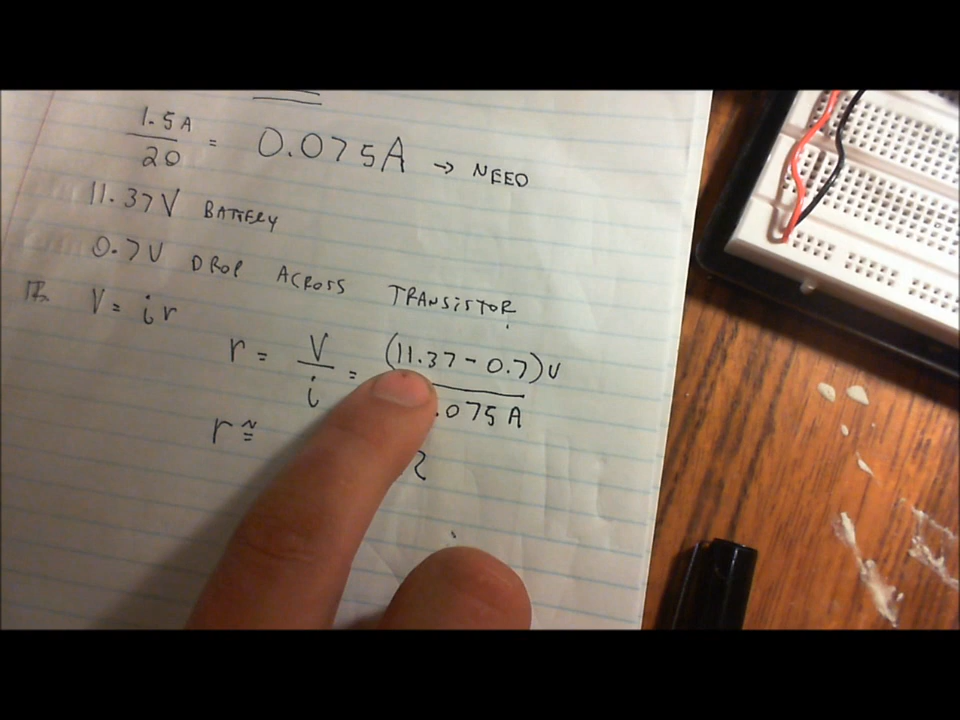 1.5A
20 = 0.075A → NEED
11.37V BATTERY
0.7V DROP ACROSS TRANSISTOR
V = ir
r = V/i = (11.37 - 0.7)V / .075A
r ≅